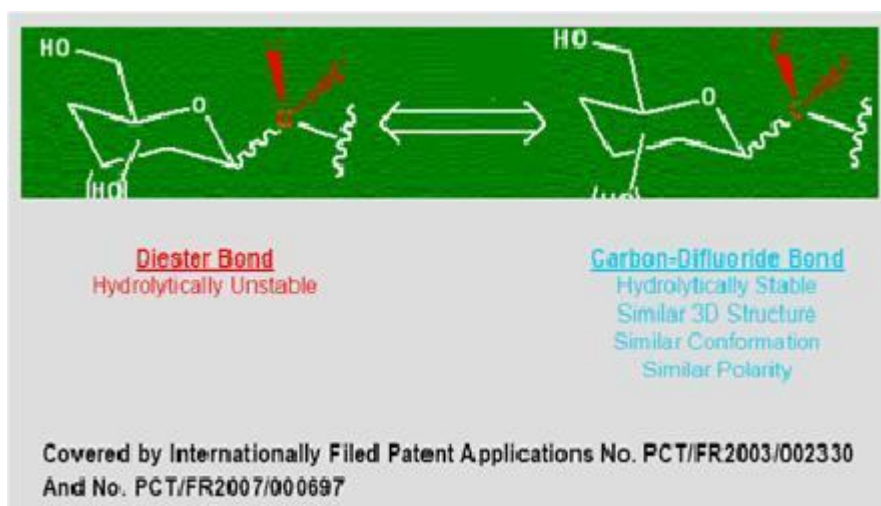 HO
O
(HO)
HO
O
Diester Bond
Hydrolytically Unstable
Carbon-Difluoride Bond
Hydrolytically Stable
Similar 3D Structure
Similar Conformation
Similar Polarity
Covered by Internationally Filed Patent Applications No. PCT/FR2003/002330
And No. PCT/FR2007/000697